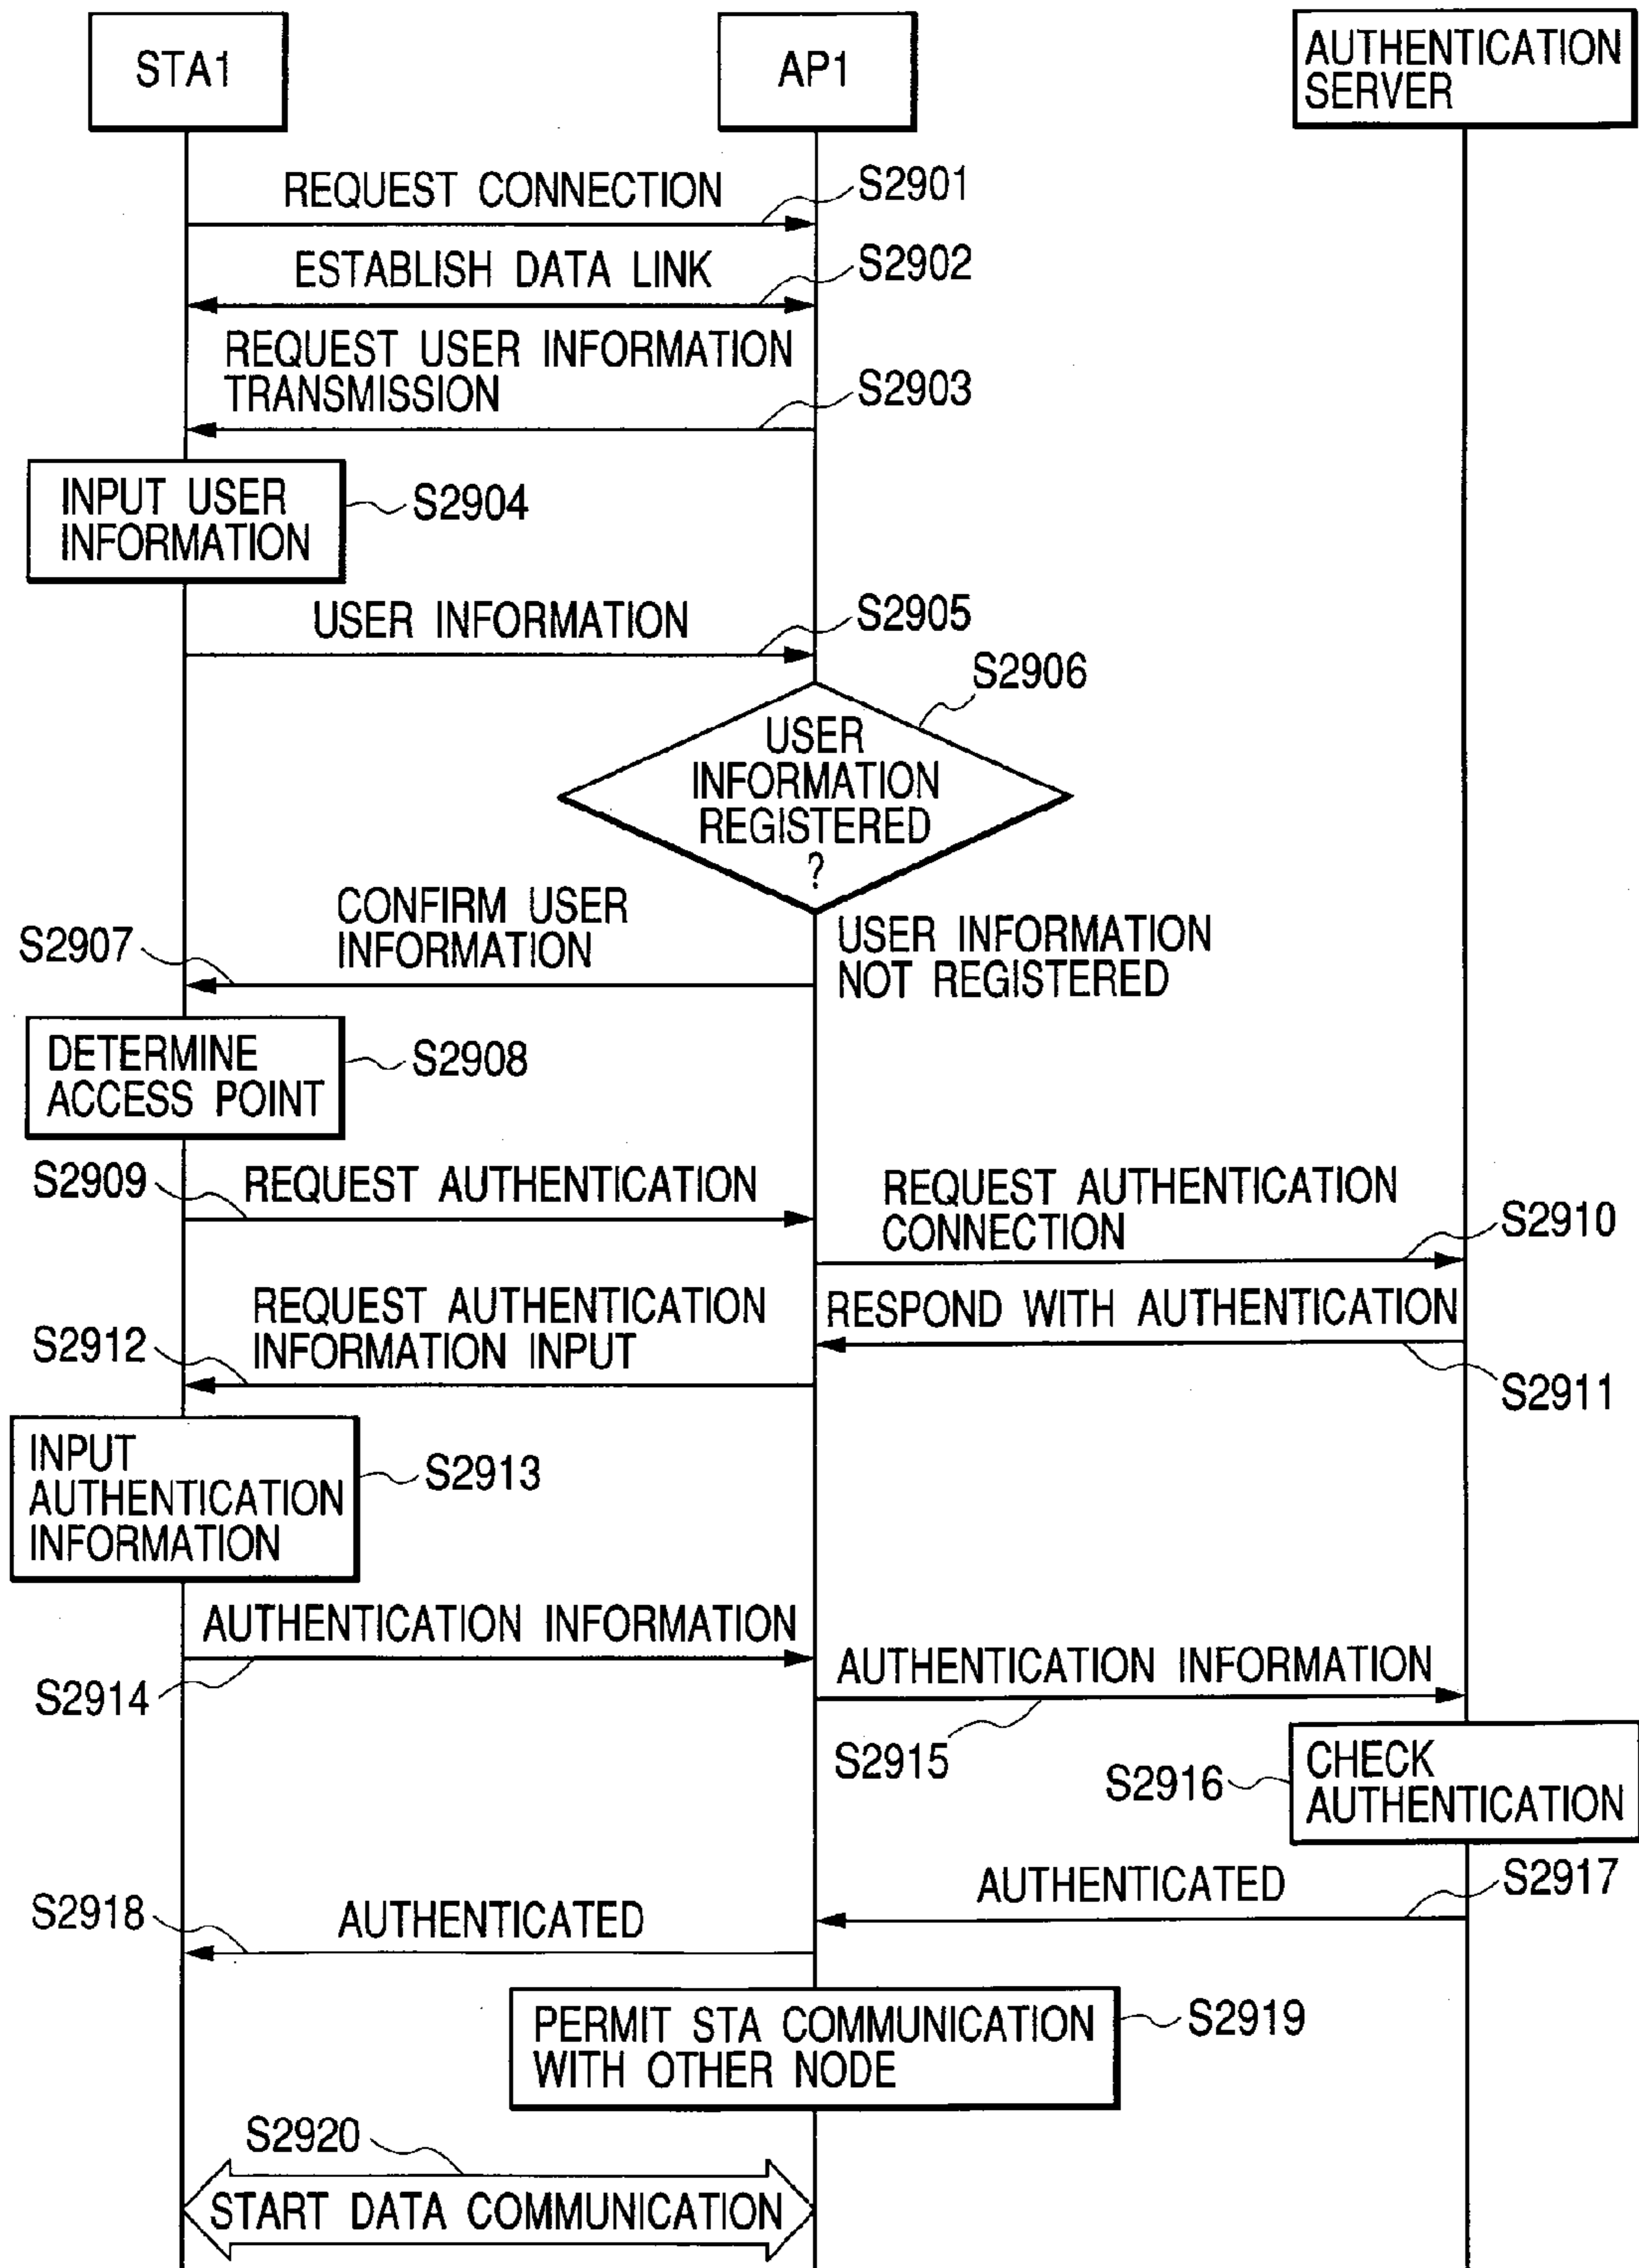 STA1
AP1
AUTHENTICATION
SERVER
REQUEST CONNECTION
S2901
ESTABLISH DATA LINK
S2902
REQUEST USER INFORMATION
TRANSMISSION
S2903
INPUT USER
INFORMATION
S2904
USER INFORMATION
S2905
S2906
USER
INFORMATION
REGISTERED
?
CONFIRM USER
INFORMATION
S2907
USER INFORMATION
NOT REGISTERED
DETERMINE
ACCESS POINT
S2908
S2909
REQUEST AUTHENTICATION
REQUEST AUTHENTICATION
CONNECTION
S2910
RESPOND WITH AUTHENTICATION
S2911
REQUEST AUTHENTICATION
INFORMATION INPUT
S2912
INPUT
AUTHENTICATION
INFORMATION
S2913
AUTHENTICATION INFORMATION
S2914
AUTHENTICATION INFORMATION
S2915
S2916
CHECK
AUTHENTICATION
AUTHENTICATED
S2917
S2918
AUTHENTICATED
PERMIT STA COMMUNICATION
WITH OTHER NODE
S2919
S2920
START DATA COMMUNICATION